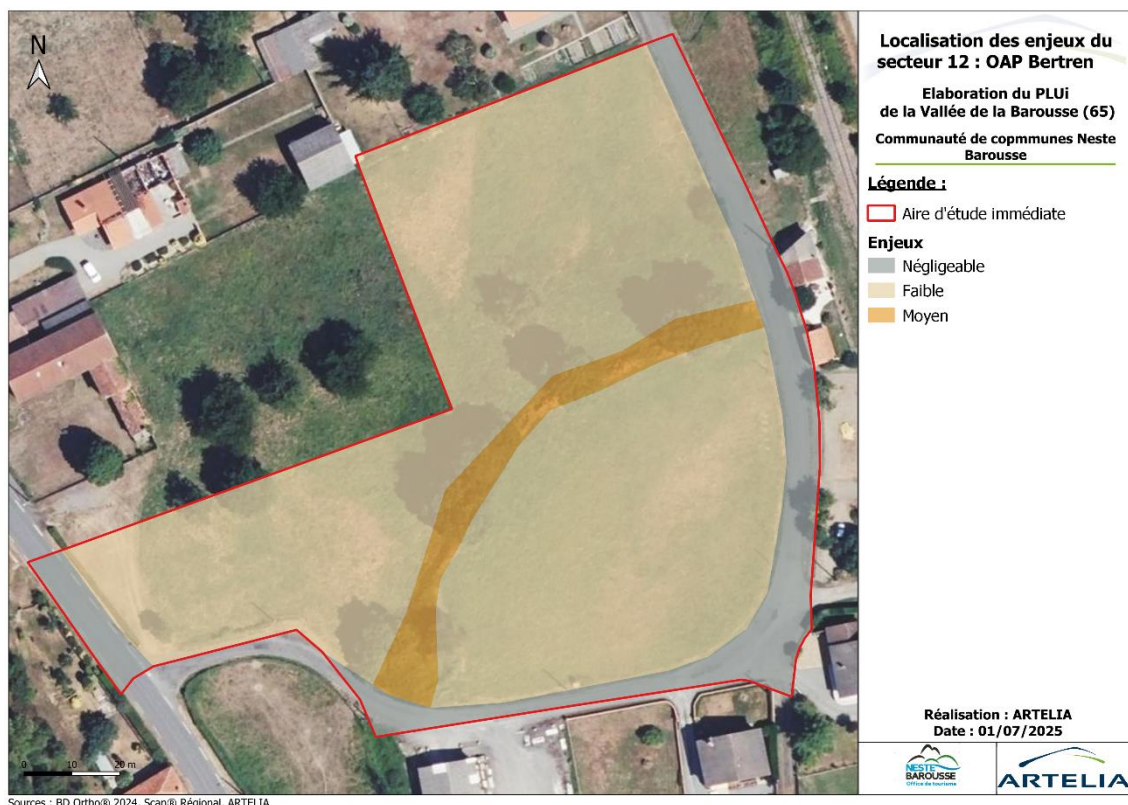 N
0 10 20 m
Sources : BD Ortho® 2024, Scan® Régional, ARTELIA
Localisation des enjeux du
secteur 12 : OAP Bertren
Elaboration du PLUi
de la Vallée de la Barousse (65)
Communauté de copmmunes Neste
Barousse
Légende :
Aire d'étude immédiate
Enjeux
Négligeable
Faible
Moyen
Réalisation : ARTELIA
Date : 01/07/2025
NESTE
BAROUSSE
Office de tourisme
ARTELIA